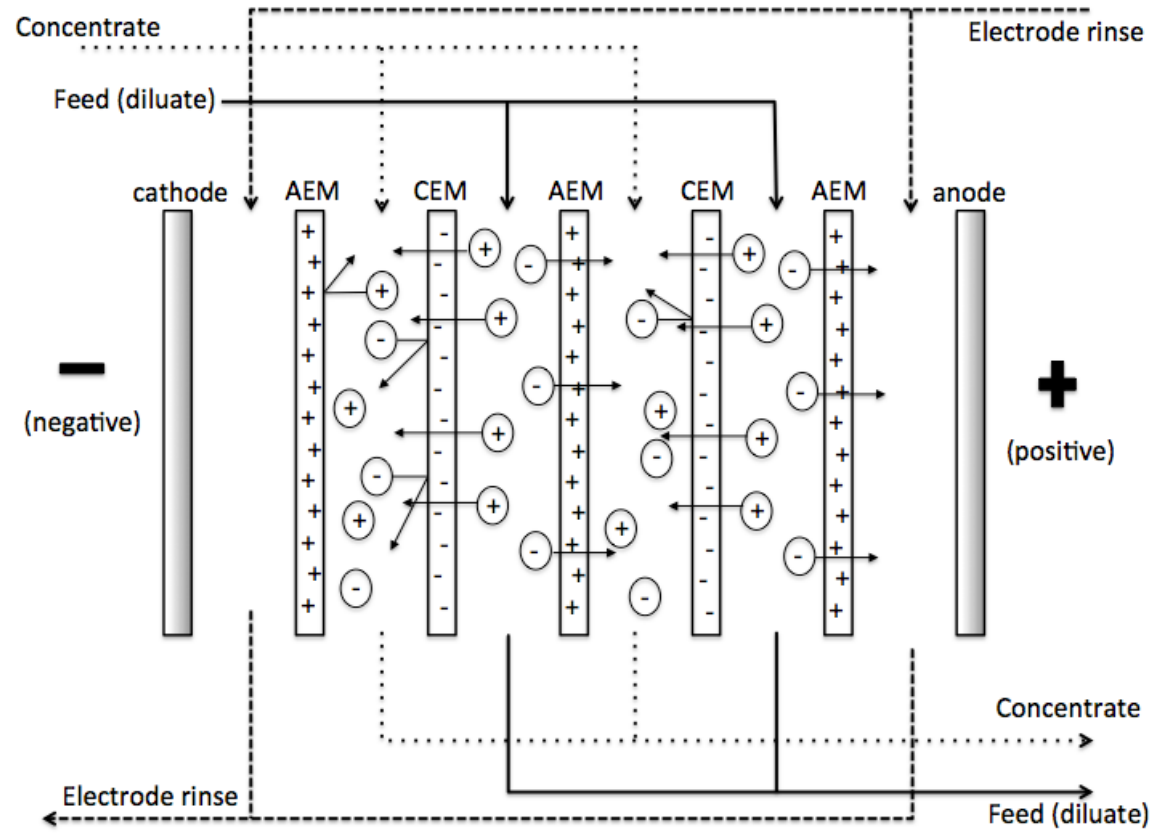 Concentrate
Electrode rinse
Feed (diluate)
cathode
AEM
CEM
AEM
CEM
AEM
anode
(negative)
(positive)
Concentrate
Electrode rinse
Feed (diluate)